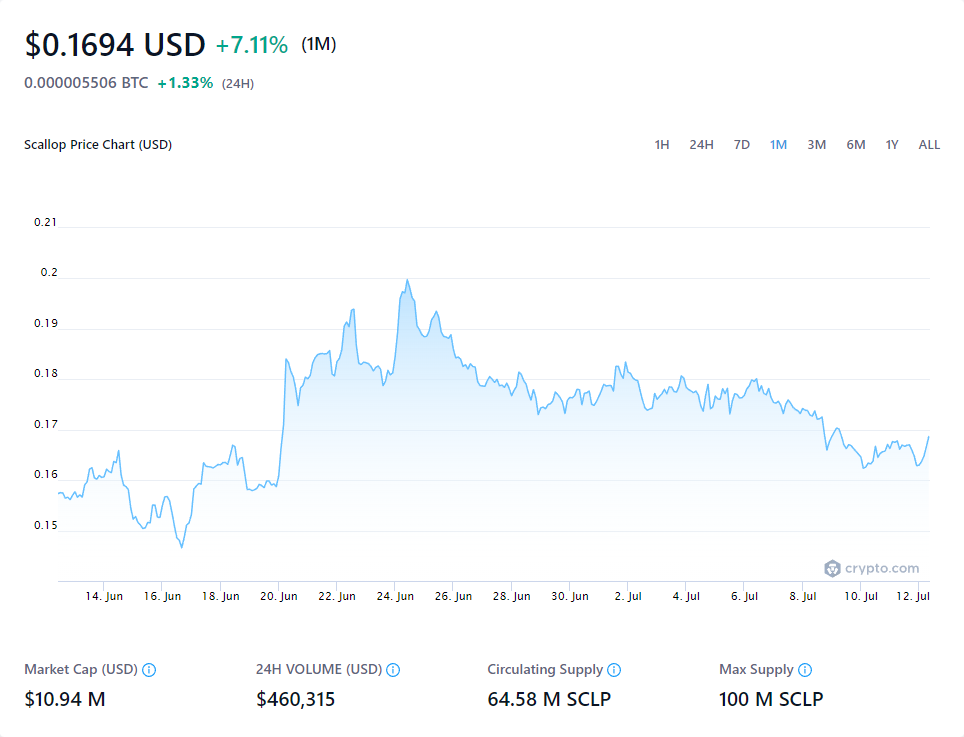 $0.1694 USD +7.11% (1M)
0.000005506 BTC +1.33% (24H)
Scallop Price Chart (USD) 1H 24H 7D 1M 3M 6M 1Y ALL
0.21
0.2
0.19
0.18
0.17
0.16
0.15
crypto.com
14. Jun 16. Jun 18. Jun 20. Jun 22. Jun 24. Jun 26. Jun 28. Jun 30. Jun 2. Jul 4. Jul 6. Jul 8. Jul 10. Jul 12. Jul
Market Cap (USD) 24H VOLUME (USD) Circulating Supply Max Supply
$10.94 M $460,315 64.58 M SCLP 100 M SCLP